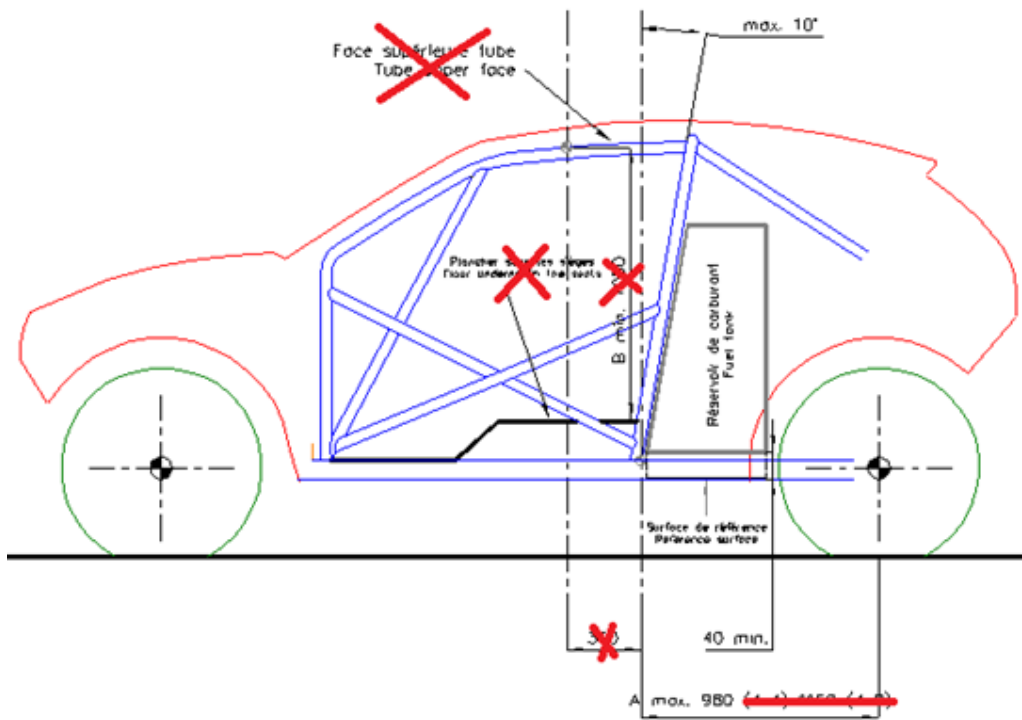 max. 10°
Face supérieure tube
Tube upper face
Plancher sous les sièges
Floor underneath the seats
B min.
Réservoir de carburant
Fuel tank
Surface de référence
Reference surface
40 min.
A max. 980